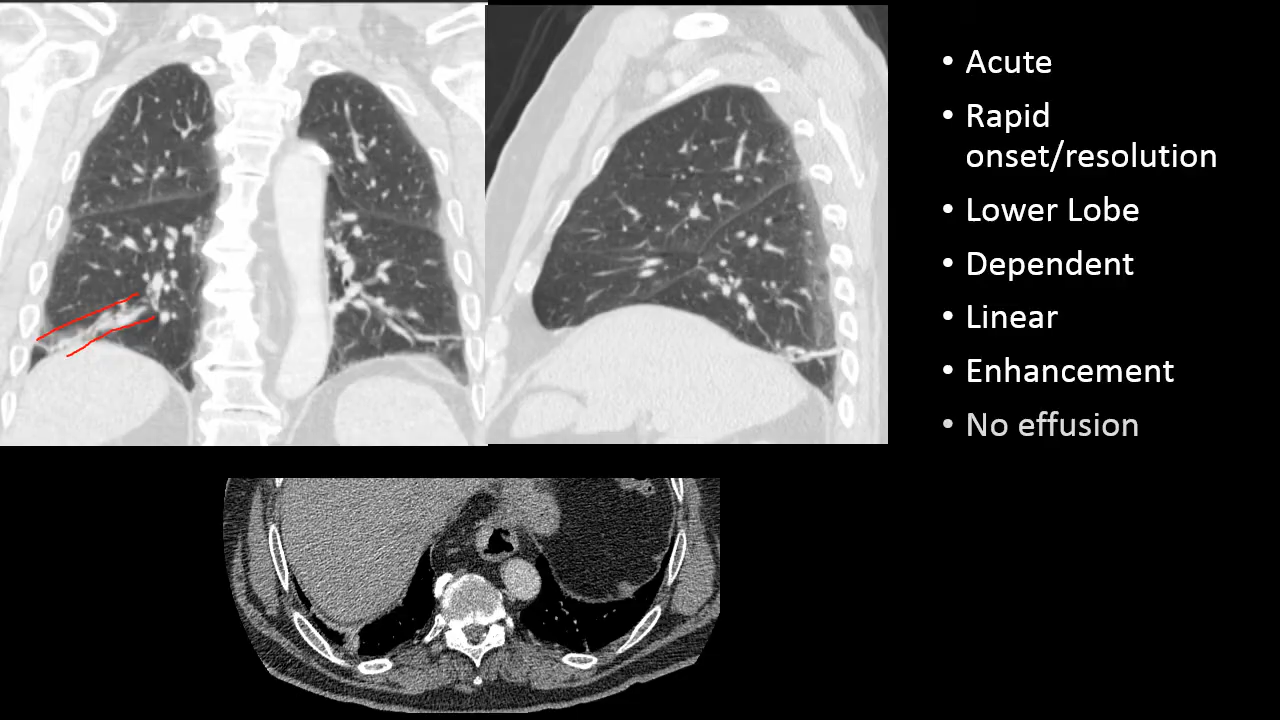 • Acute
• Rapid
onset/resolution
• Lower Lobe
• Dependent
• Linear
• Enhancement
• No effusion